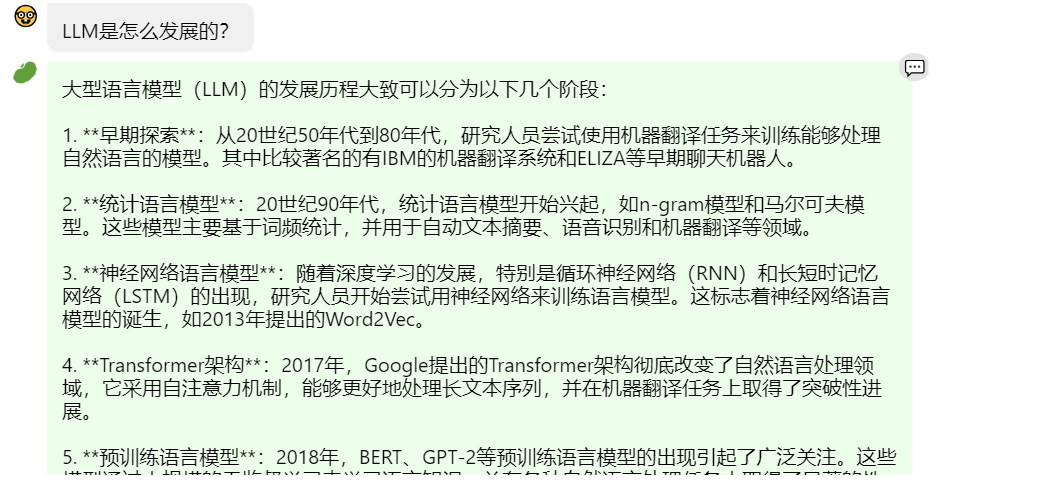 LLM是怎么发展的？
大型语言模型（LLM）的发展历程大致可以分为以下几个阶段：
1. **早期探索**：从20世纪50年代到80年代，研究人员尝试使用机器翻译任务来训练能够处理
自然语言的模型。其中比较著名的有IBM的机器翻译系统和ELIZA等早期聊天机器人。
2. **统计语言模型**：20世纪90年代，统计语言模型开始兴起，如n-gram模型和马尔可夫模
型。这些模型主要基于词频统计，并用于自动文本摘要、语音识别和机器翻译等领域。
3. **神经网络语言模型**：随着深度学习的发展，特别是循环神经网络（RNN）和长短时记忆
网络（LSTM）的出现，研究人员开始尝试用神经网络来训练语言模型。这标志着神经网络语言
模型的诞生，如2013年提出的Word2Vec。
4. **Transformer架构**：2017年，Google提出的Transformer架构彻底改变了自然语言处理领
域，它采用自注意力机制，能够更好地处理长文本序列，并在机器翻译任务上取得了突破性进
展。
5. **预训练语言模型**：2018年，BERT、GPT-2等预训练语言模型的出现引起了广泛关注。这些